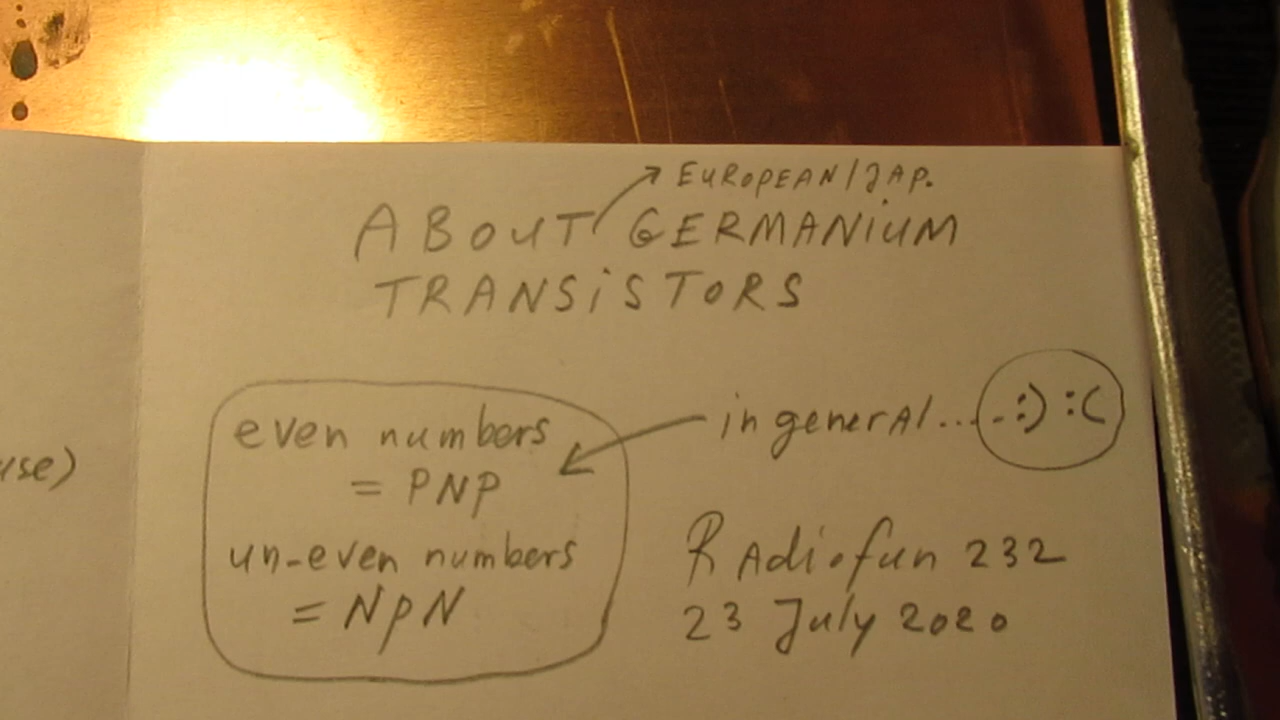 EUROPEAN/JAP.
ABOUT GERMANIUM
TRANSISTORS
even numbers
= PNP
un-even numbers
= NPN
in general.... :) :(
Radiofun 232
23 July 2020
use)